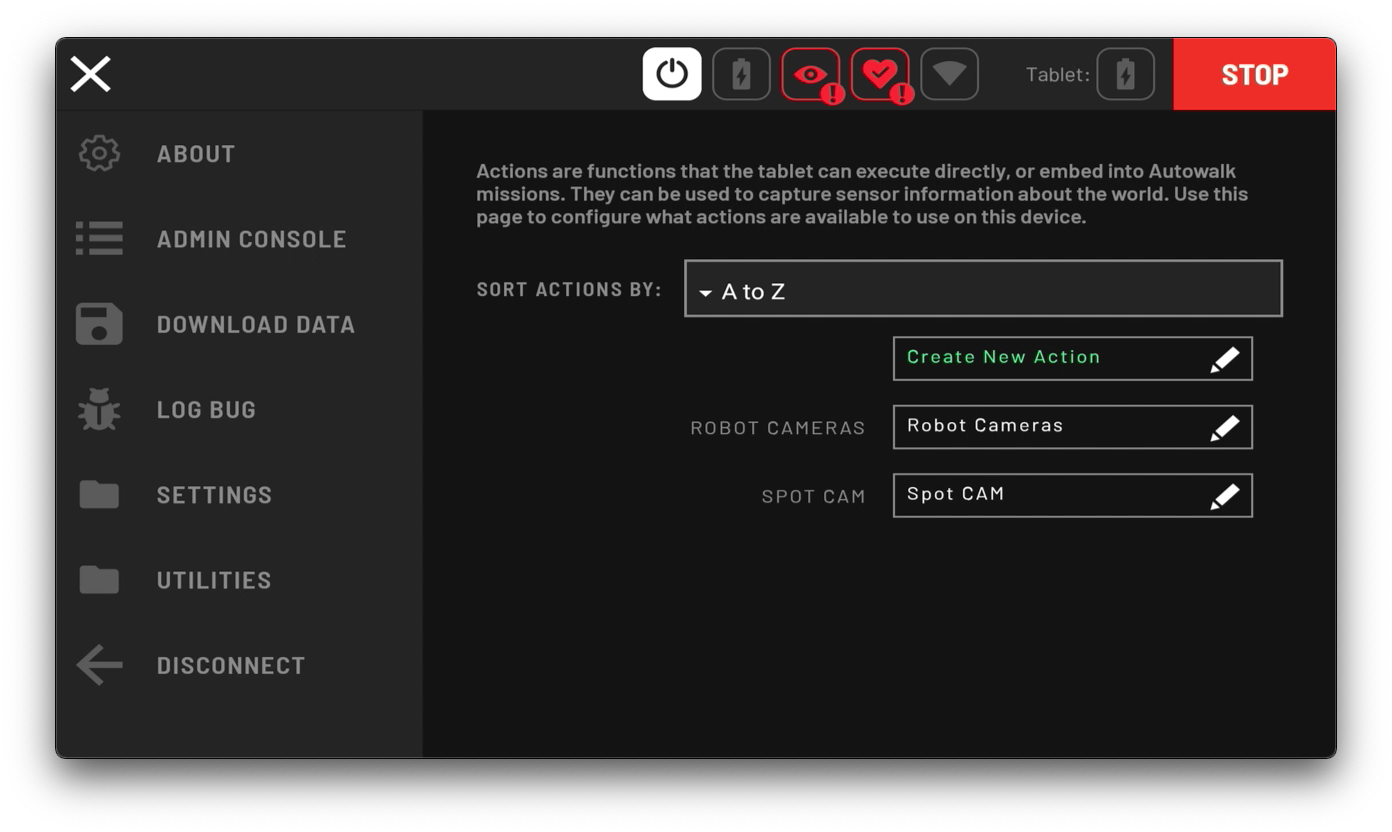 Tablet:
STOP
ABOUT
ADMIN CONSOLE
DOWNLOAD DATA
LOG BUG
SETTINGS
UTILITIES
DISCONNECT
Actions are functions that the tablet can execute directly, or embed into Autowalk
missions. They can be used to capture sensor information about the world. Use this
page to configure what actions are available to use on this device.
SORT ACTIONS BY:
A to Z
Create New Action
ROBOT CAMERAS
Robot Cameras
SPOT CAM
Spot CAM